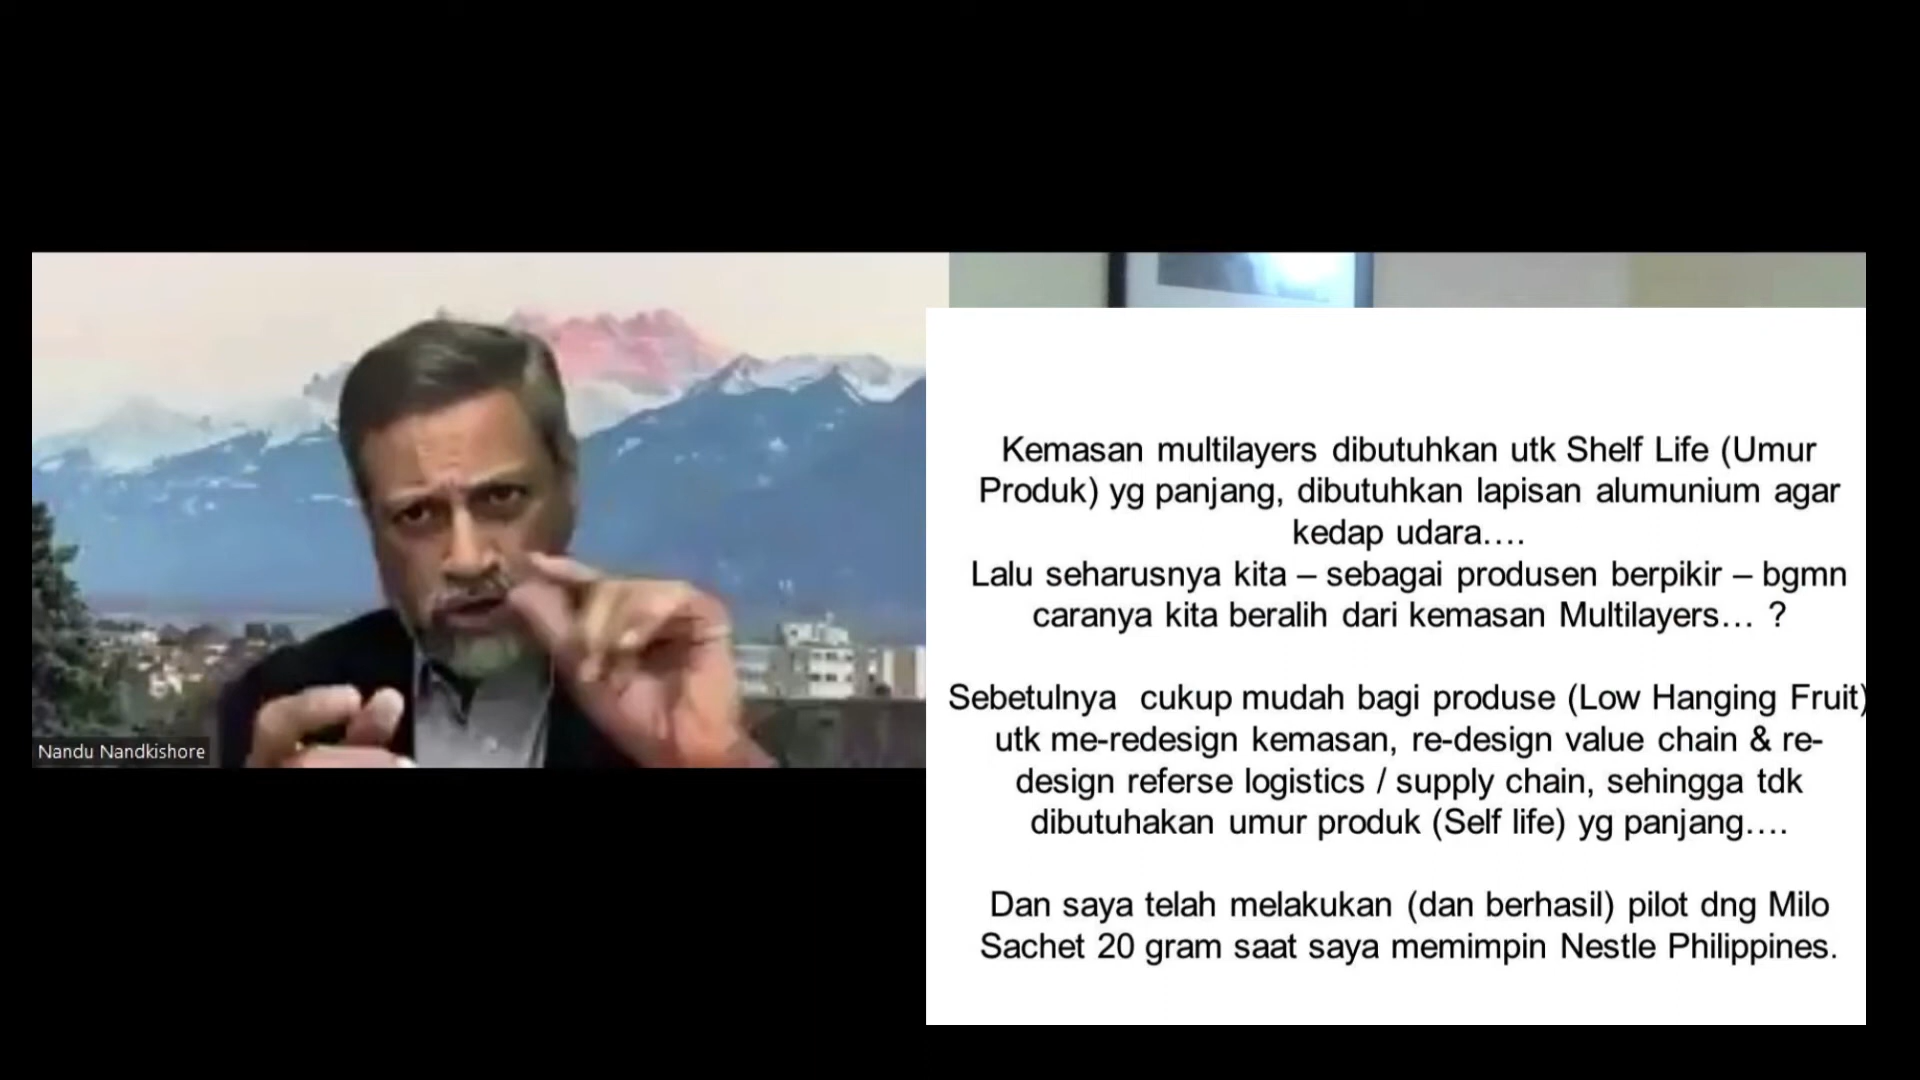 Nandu Nandkishore
Kemasan multilayers dibutuhkan utk Shelf Life (Umur
Produk) yg panjang, dibutuhkan lapisan alumunium agar
kedap udara….
Lalu seharusnya kita – sebagai produsen berpikir – bgmn
caranya kita beralih dari kemasan Multilayers… ?
Sebetulnya cukup mudah bagi produse (Low Hanging Fruit)
utk me-redesign kemasan, re-design value chain & re-
design referse logistics / supply chain, sehingga tdk
dibutuhakan umur produk (Self life) yg panjang….
Dan saya telah melakukan (dan berhasil) pilot dng Milo
Sachet 20 gram saat saya memimpin Nestle Philippines.